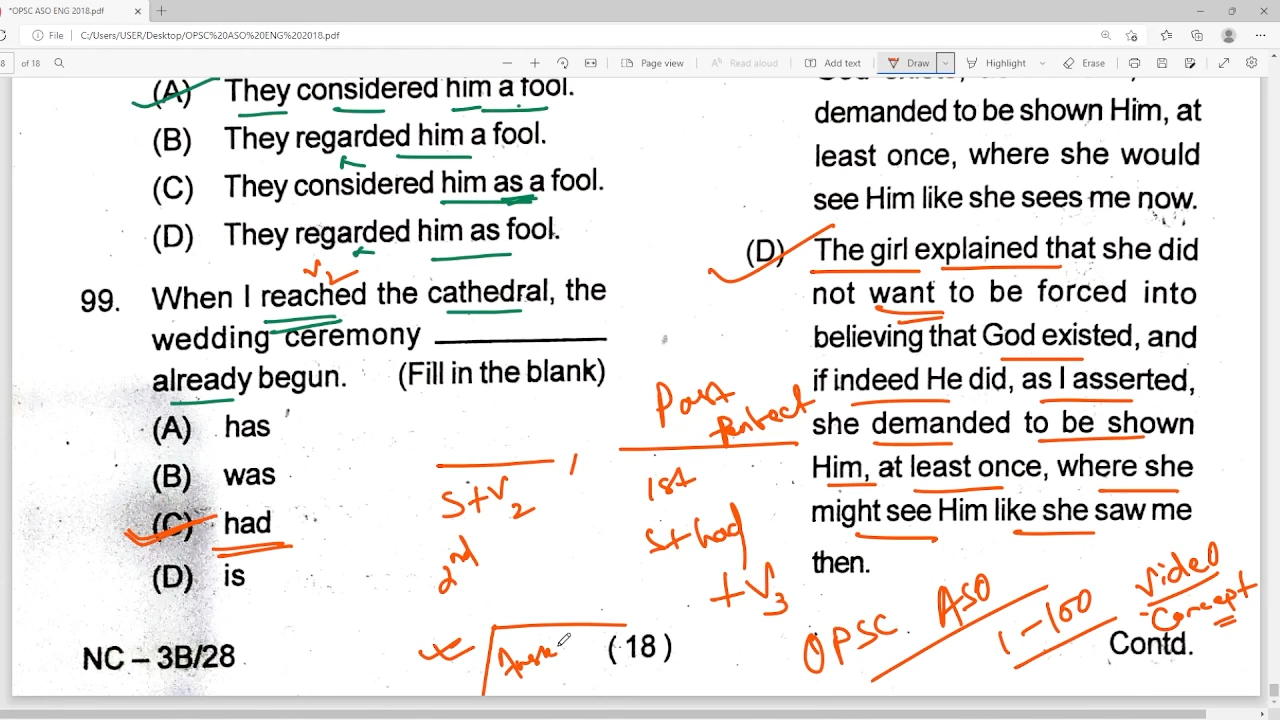 *OPSC ASO ENG 2018.pdf
File C:/Users/USER/Desktop/OPSC%20ASO%20ENG%202018.pdf
8 of 18 Page view Read aloud Add text Draw Highlight Erase
(A) They considered him a fool.
(B) They regarded him a fool.
(C) They considered him as a fool.
(D) They regarded him as fool.
V2
99. When I reached the cathedral, the
wedding ceremony ____________
already begun. (Fill in the blank)
(A) has
(B) was
(C) had
(D) is
S+V2
2nd
Past
Perfect
1st
S+had
+V3
NC – 3B/28
(18)
demanded to be shown Him, at
least once, where she would
see Him like she sees me now.
(D) The girl explained that she did
not want to be forced into
believing that God existed, and
if indeed He did, as I asserted,
she demanded to be shown
Him, at least once, where she
might see Him like she saw me
then.
OPSC ASO
1-100
Video
Concept
Contd.